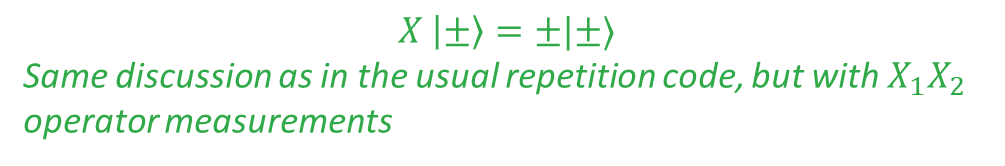 X |±⟩ = ±|±⟩
Same discussion as in the usual repetition code, but with X₁X₂
operator measurements